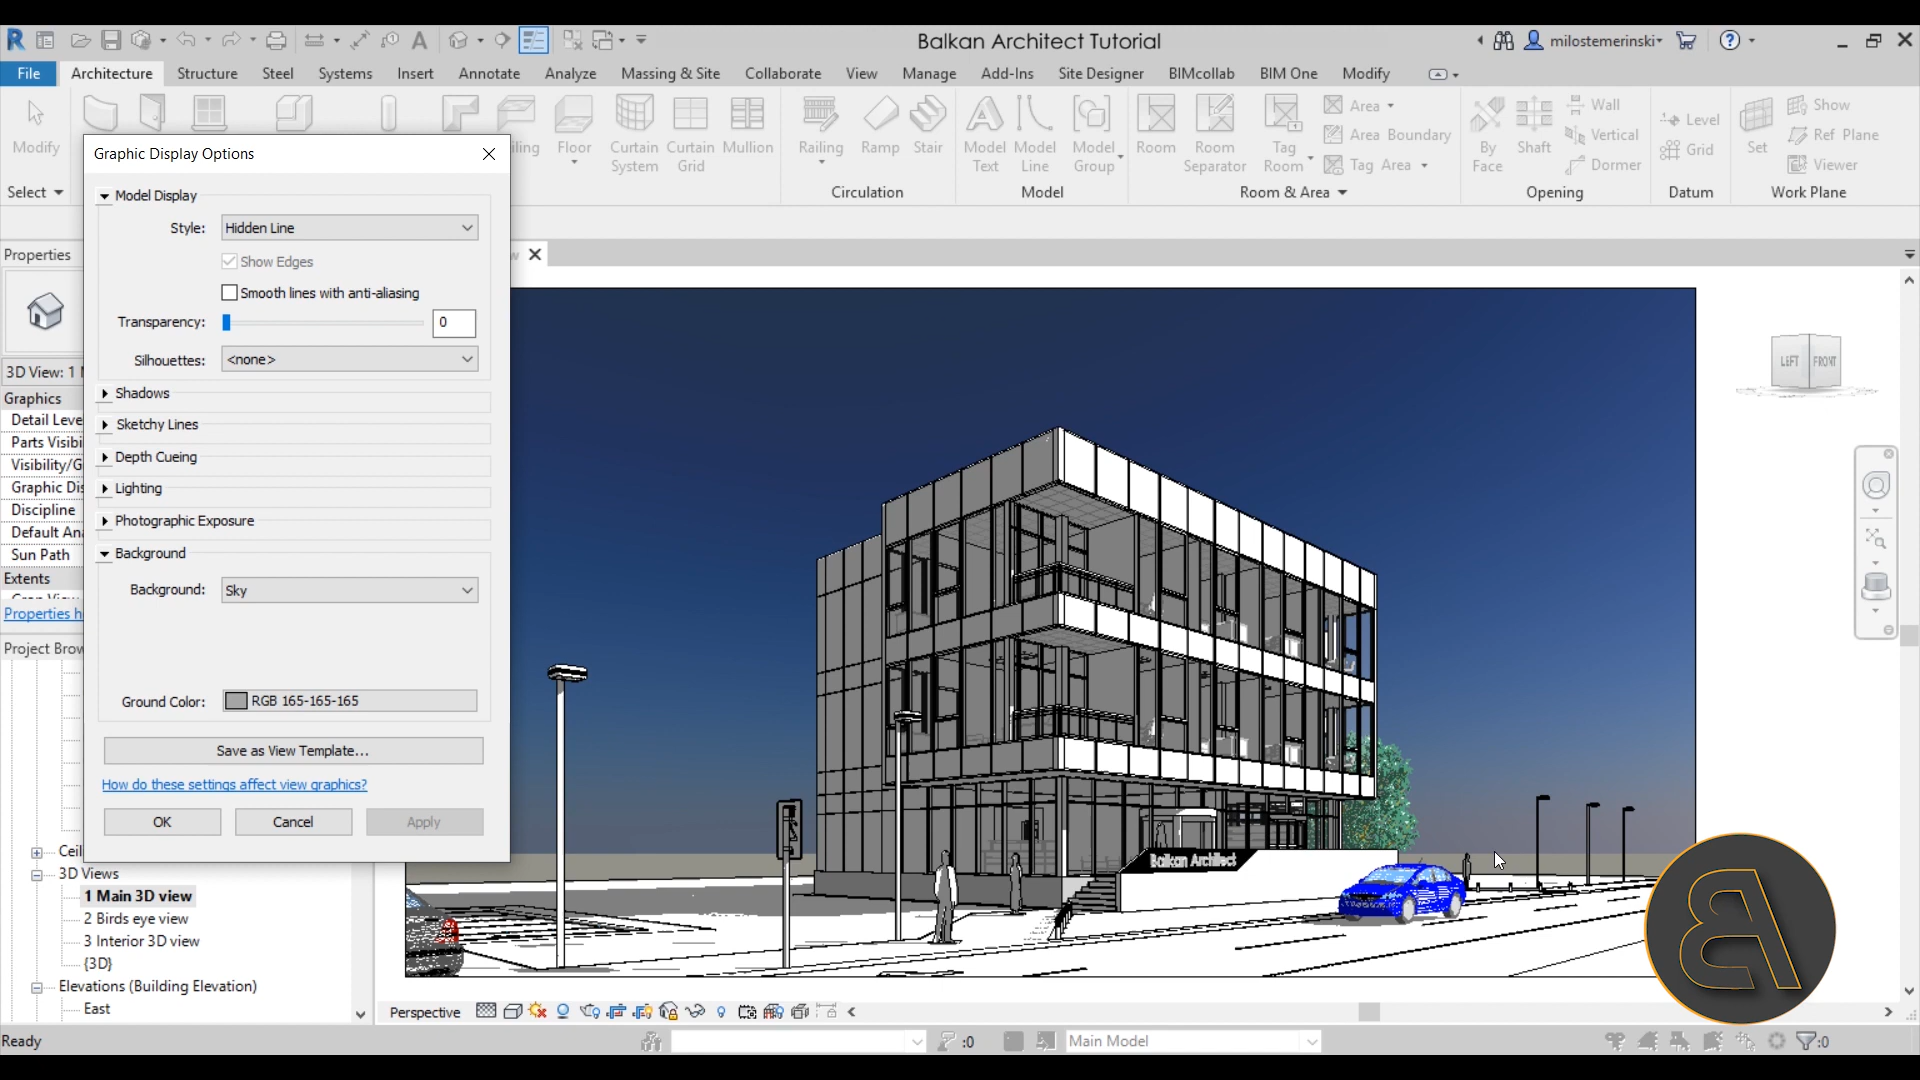 Balkan Architect Tutorial
milostemerinski
File Architecture Structure Steel Systems Insert Annotate Analyze Massing & Site Collaborate View Manage Add-Ins Site Designer BIMcollab BIM One Modify
Modify
Floor
Curtain System
Curtain Grid
Mullion
Railing
Ramp
Stair
Model Text
Model Line
Model Group
Room
Room Separator
Tag Room
Area
Area Boundary
Tag Area
By Face
Shaft
Wall
Vertical
Dormer
Level
Grid
Set
Show
Ref Plane
Viewer
Select
Circulation
Model
Room & Area
Opening
Datum
Work Plane
Graphic Display Options
Model Display
Style: Hidden Line
Show Edges
Smooth lines with anti-aliasing
Transparency: 0
Silhouettes: <none>
Shadows
Sketchy Lines
Depth Cueing
Lighting
Photographic Exposure
Background
Background: Sky
Ground Color: RGB 165-165-165
Save as View Template...
How do these settings affect view graphics?
OK Cancel Apply
Properties
3D View: 1
Graphics
Detail Leve
Parts Visibi
Visibility/G
Graphic Dis
Discipline
Default Ana
Sun Path
Extents
Properties h
Project Brow
Ceil
3D Views
1 Main 3D view
2 Birds eye view
3 Interior 3D view
{3D}
Elevations (Building Elevation)
East
LEFT FRONT
Balkan Architect
Perspective
Ready
:0
Main Model
:0